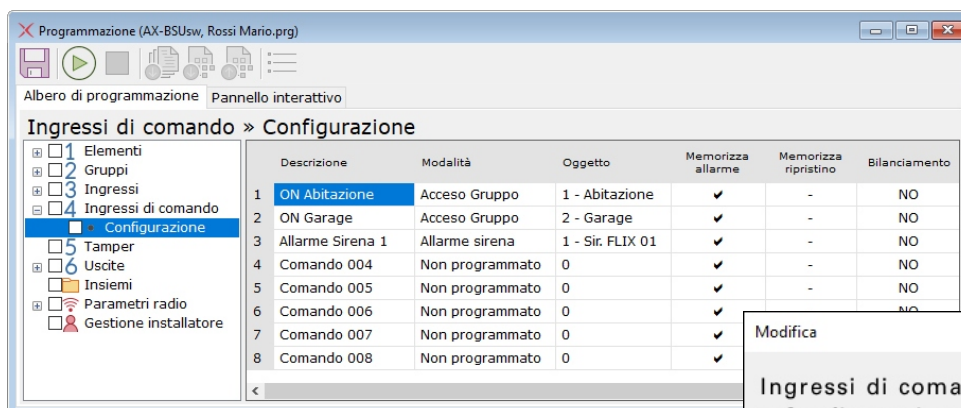 Programmazione (AX-BSUsw, Rossi Mario.prg)
Albero di programmazione Pannello interattivo
Ingressi di comando » Configurazione
1 Elementi
2 Gruppi
3 Ingressi
4 Ingressi di comando
Configurazione
5 Tamper
6 Uscite
Insiemi
Parametri radio
Gestione installatore
Descrizione Modalità Oggetto Memorizza allarme Memorizza ripristino Bilanciamento
1 ON Abitazione Acceso Gruppo 1 - Abitazione ✔ - NO
2 ON Garage Acceso Gruppo 2 - Garage ✔ - NO
3 Allarme Sirena 1 Allarme sirena 1 - Sir. FLIX 01 ✔ - NO
4 Comando 004 Non programmato 0 ✔ - NO
5 Comando 005 Non programmato 0 ✔ - NO
6 Comando 006 Non programmato 0 ✔ NO
7 Comando 007 Non programmato 0 ✔
8 Comando 008 Non programmato 0 ✔
Modifica
Ingressi di coma